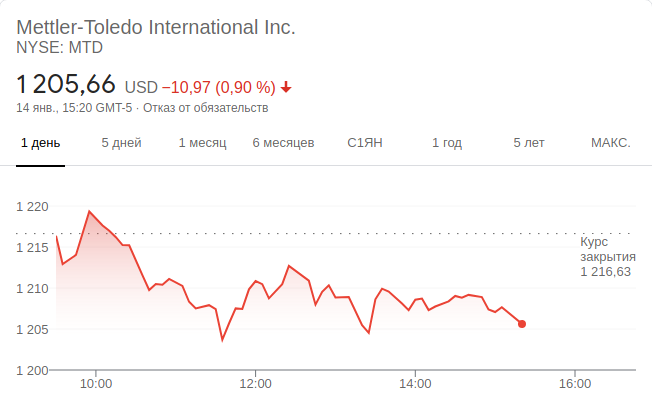 Mettler-Toledo International Inc.
NYSE: MTD
1 205,66 USD −10,97 (0,90 %)
14 янв., 15:20 GMT-5 · Отказ от обязательств
1 день 5 дней 1 месяц 6 месяцев С1ЯН 1 год 5 лет МАКС.
1 220
1 215
1 210
1 205
1 200
Курс
закрытия
1 216,63
10:00 12:00 14:00 16:00